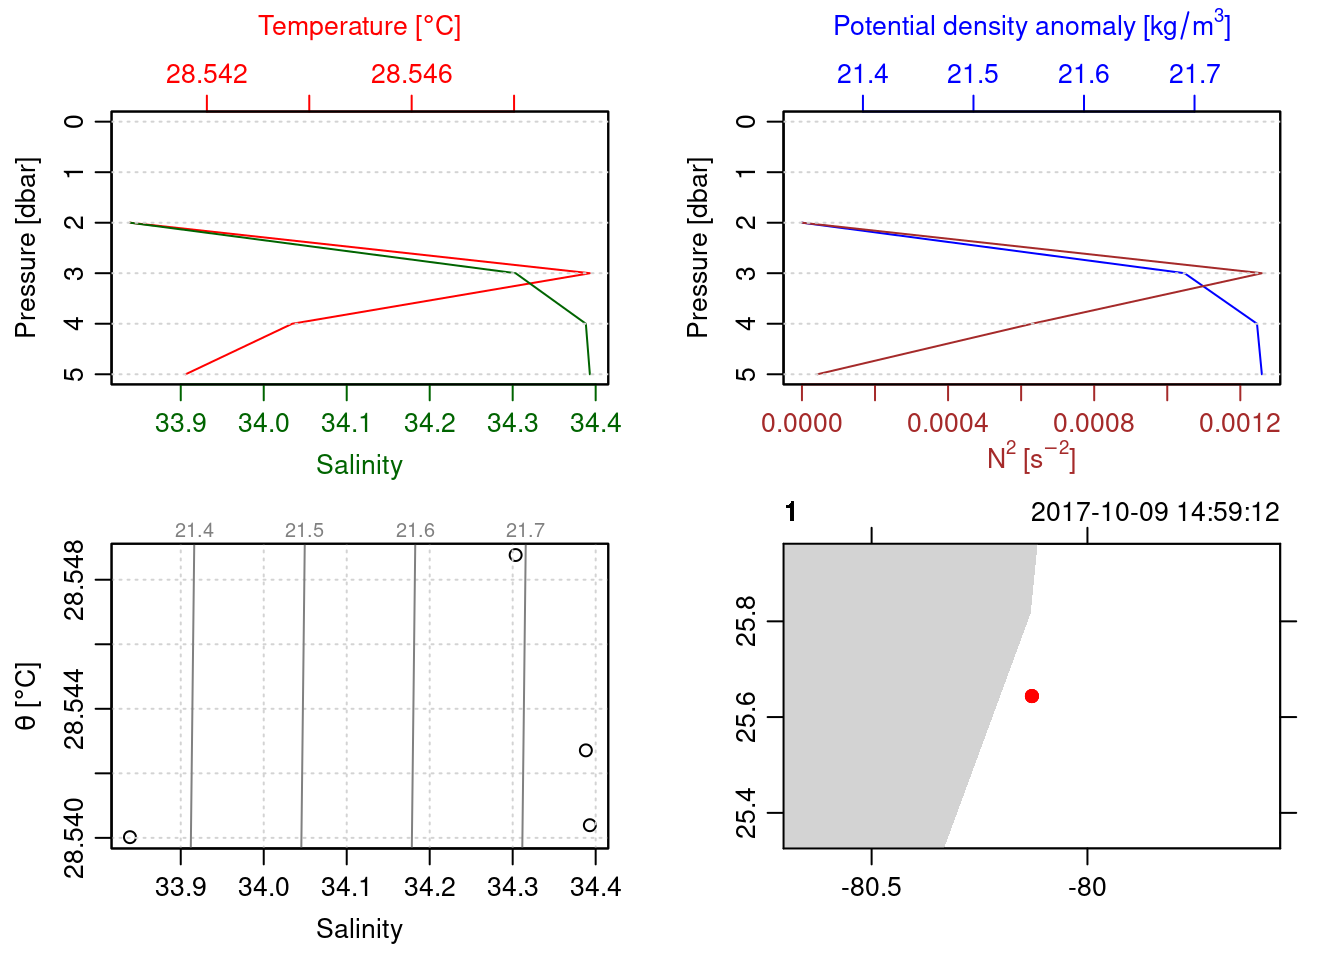 Temperature [°C]
28.542 28.546
0
1
2
3
4
5
Pressure [dbar]
33.9 34.0 34.1 34.2 34.3 34.4
Salinity
Potential density anomaly [kg/m³]
21.4 21.5 21.6 21.7
0
1
2
3
4
5
Pressure [dbar]
0.0000 0.0004 0.0008 0.0012
N² [s⁻²]
21.4 21.5 21.6 21.7
28.548
28.544
28.540
θ [°C]
33.9 34.0 34.1 34.2 34.3 34.4
Salinity
1 2017-10-09 14:59:12
25.8
25.6
25.4
-80.5 -80